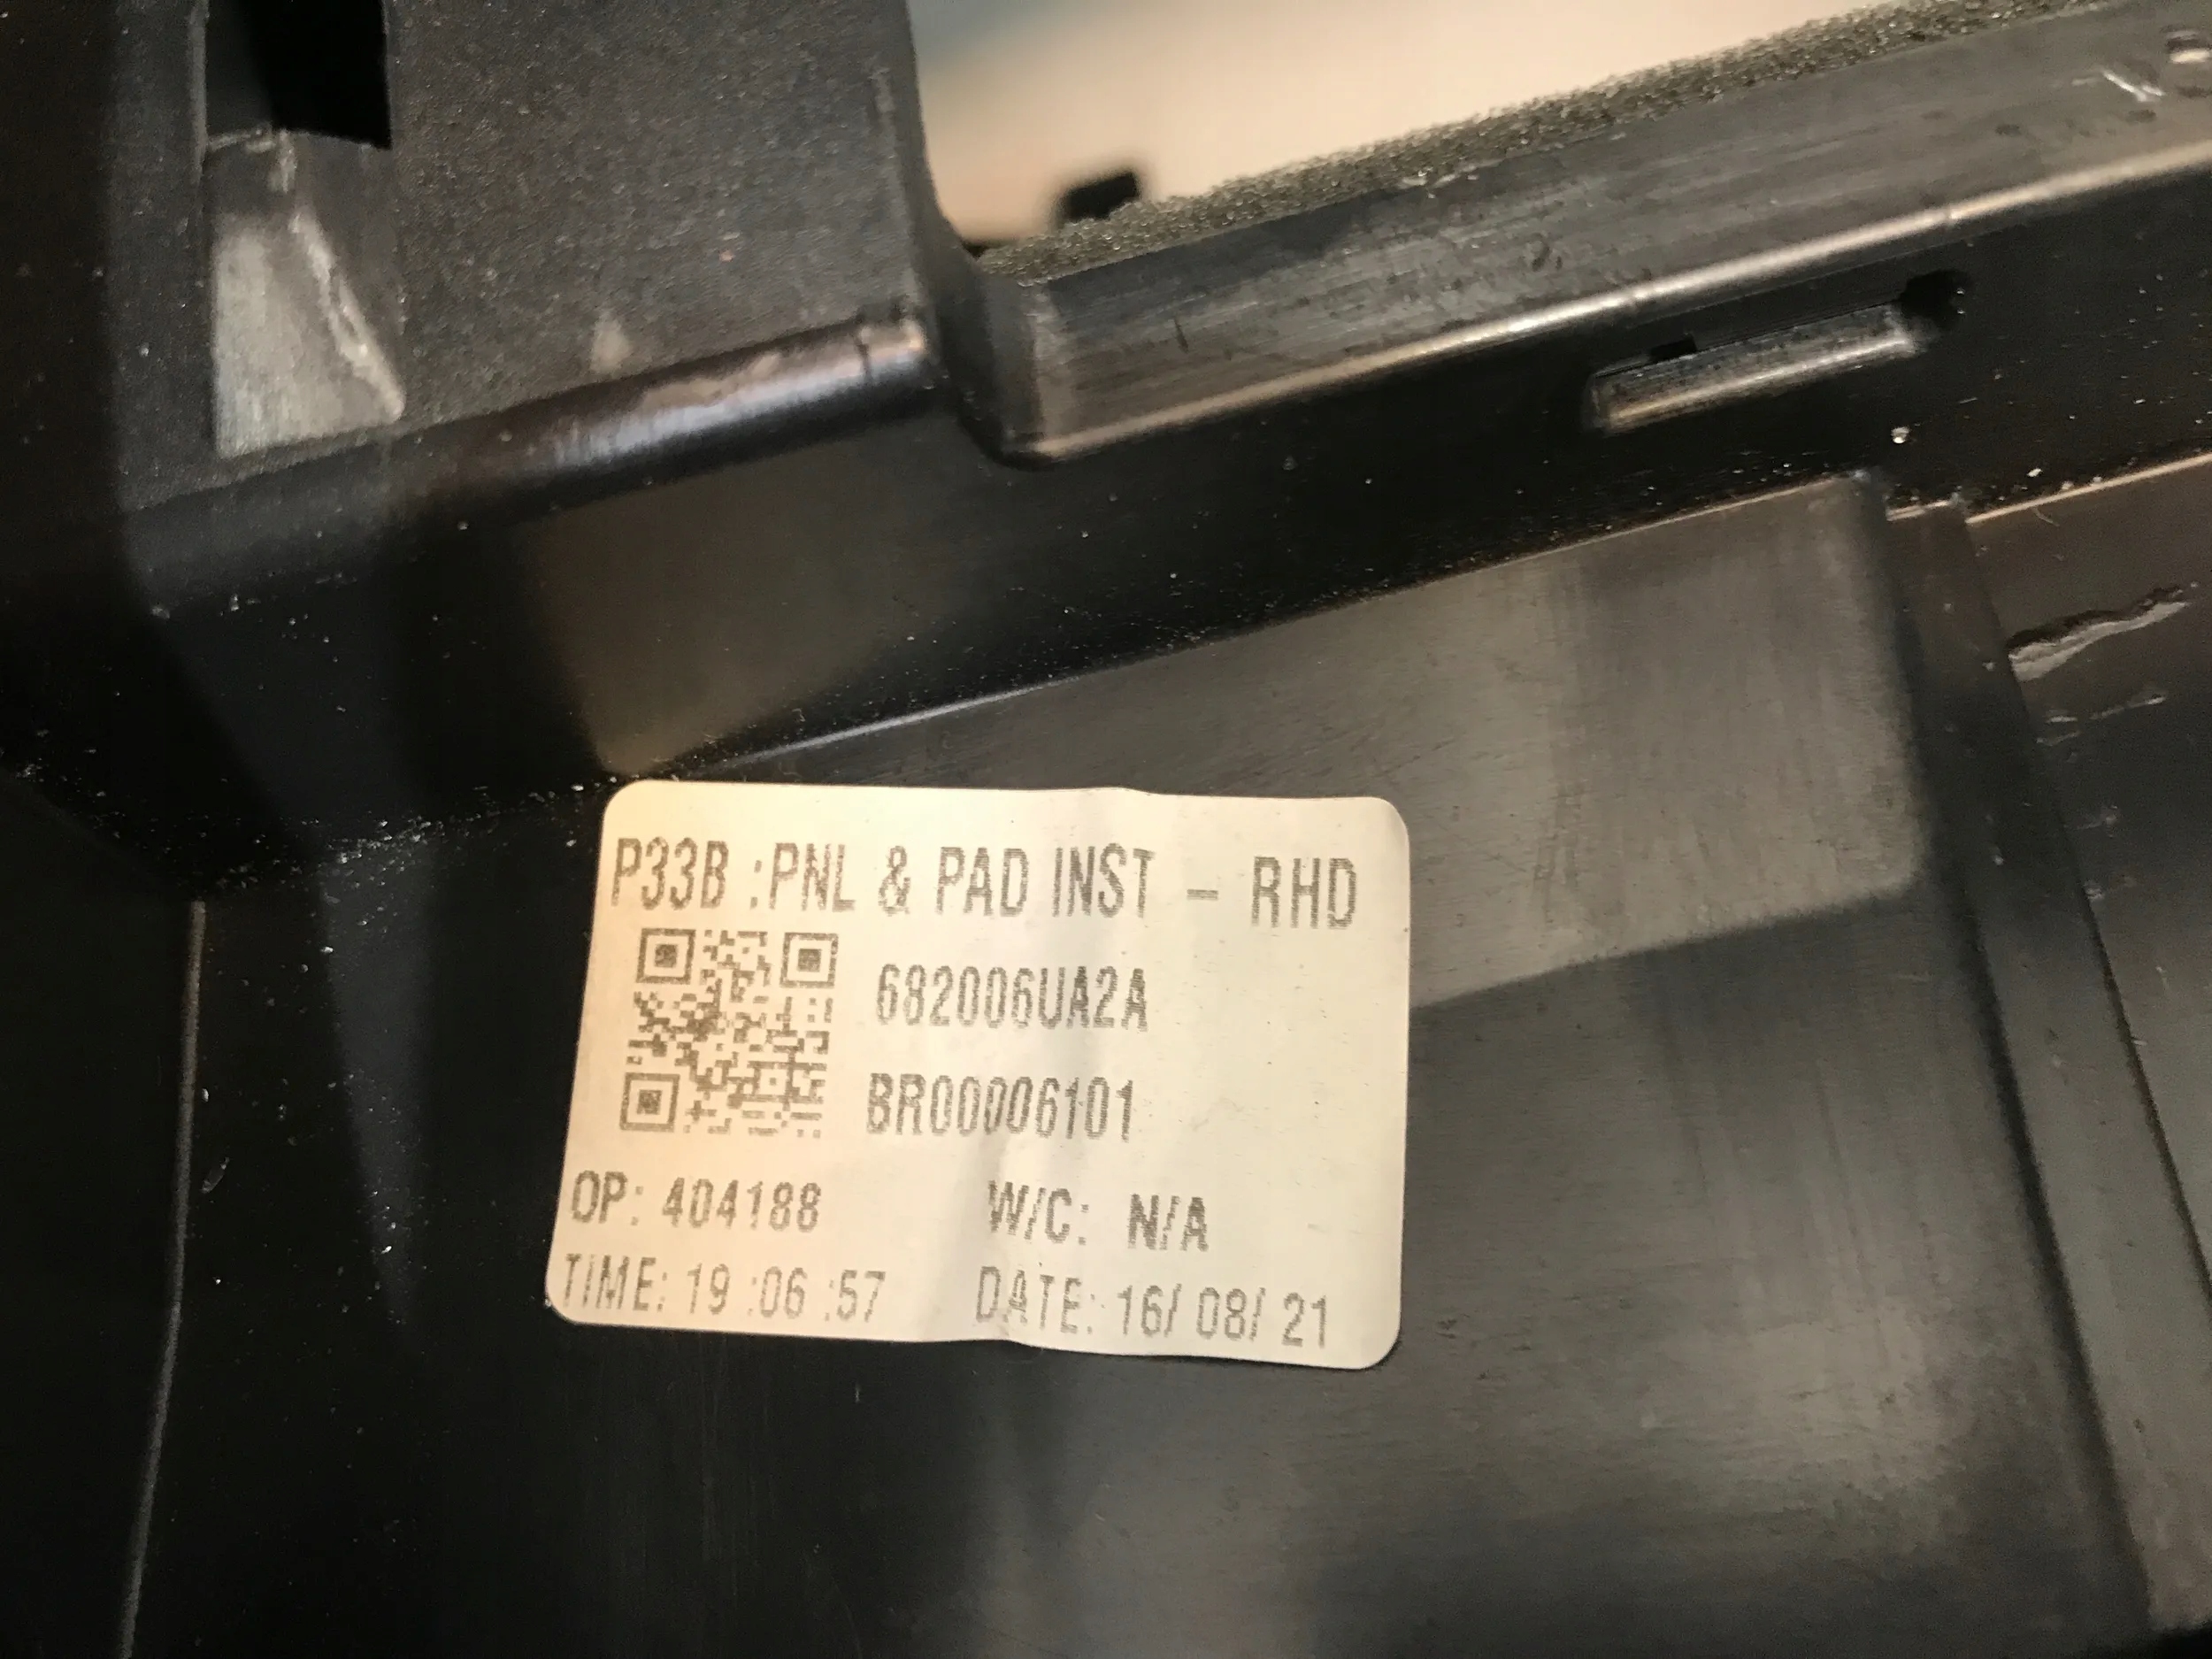 P33B :PNL & PAD INST - RHD
682006UA2A
BR00006101
OP: 404188 W/C: N/A
TIME: 19 :06 :57 DATE: 16/ 08/ 21